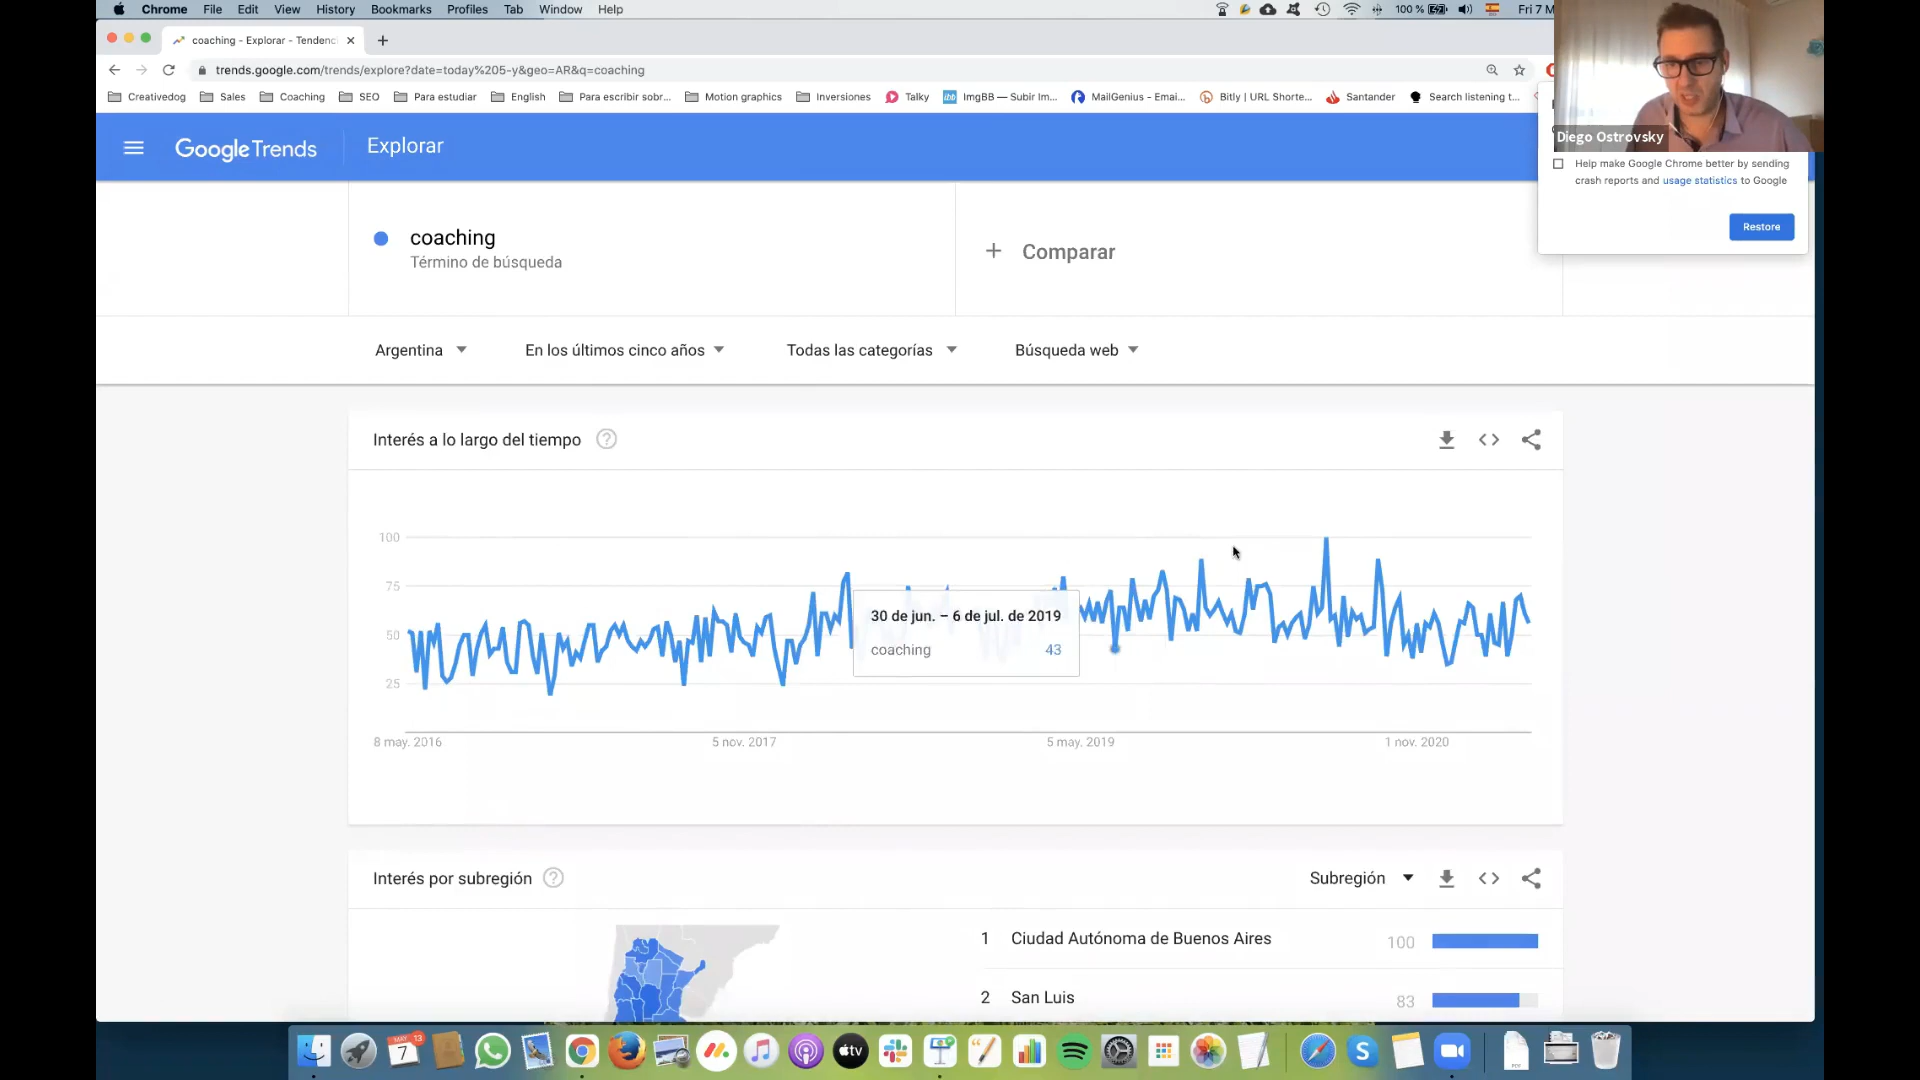 Chrome File Edit View History Bookmarks Profiles Tab Window Help 100 % Fri 7 M
coaching - Explorar - Tendenc
trends.google.com/trends/explore?date=today%205-y&geo=AR&q=coaching
Creativedog Sales Coaching SEO Para estudiar English Para escribir sobr... Motion graphics Inversiones Talky ImgBB — Subir Im... MailGenius - Emai... Bitly | URL Shorte... Santander Search listening t...
Diego Ostrovsky
Help make Google Chrome better by sending
crash reports and usage statistics to Google
Restore
Google Trends Explorar
coaching
Término de búsqueda
+ Comparar
Argentina En los últimos cinco años Todas las categorías Búsqueda web
Interés a lo largo del tiempo
100
75
50
25
30 de jun. – 6 de jul. de 2019
coaching 43
8 may. 2016 5 nov. 2017 5 may. 2019 1 nov. 2020
Interés por subregión Subregión
1 Ciudad Autónoma de Buenos Aires 100
2 San Luis 83
MAY 13
7
tv
S